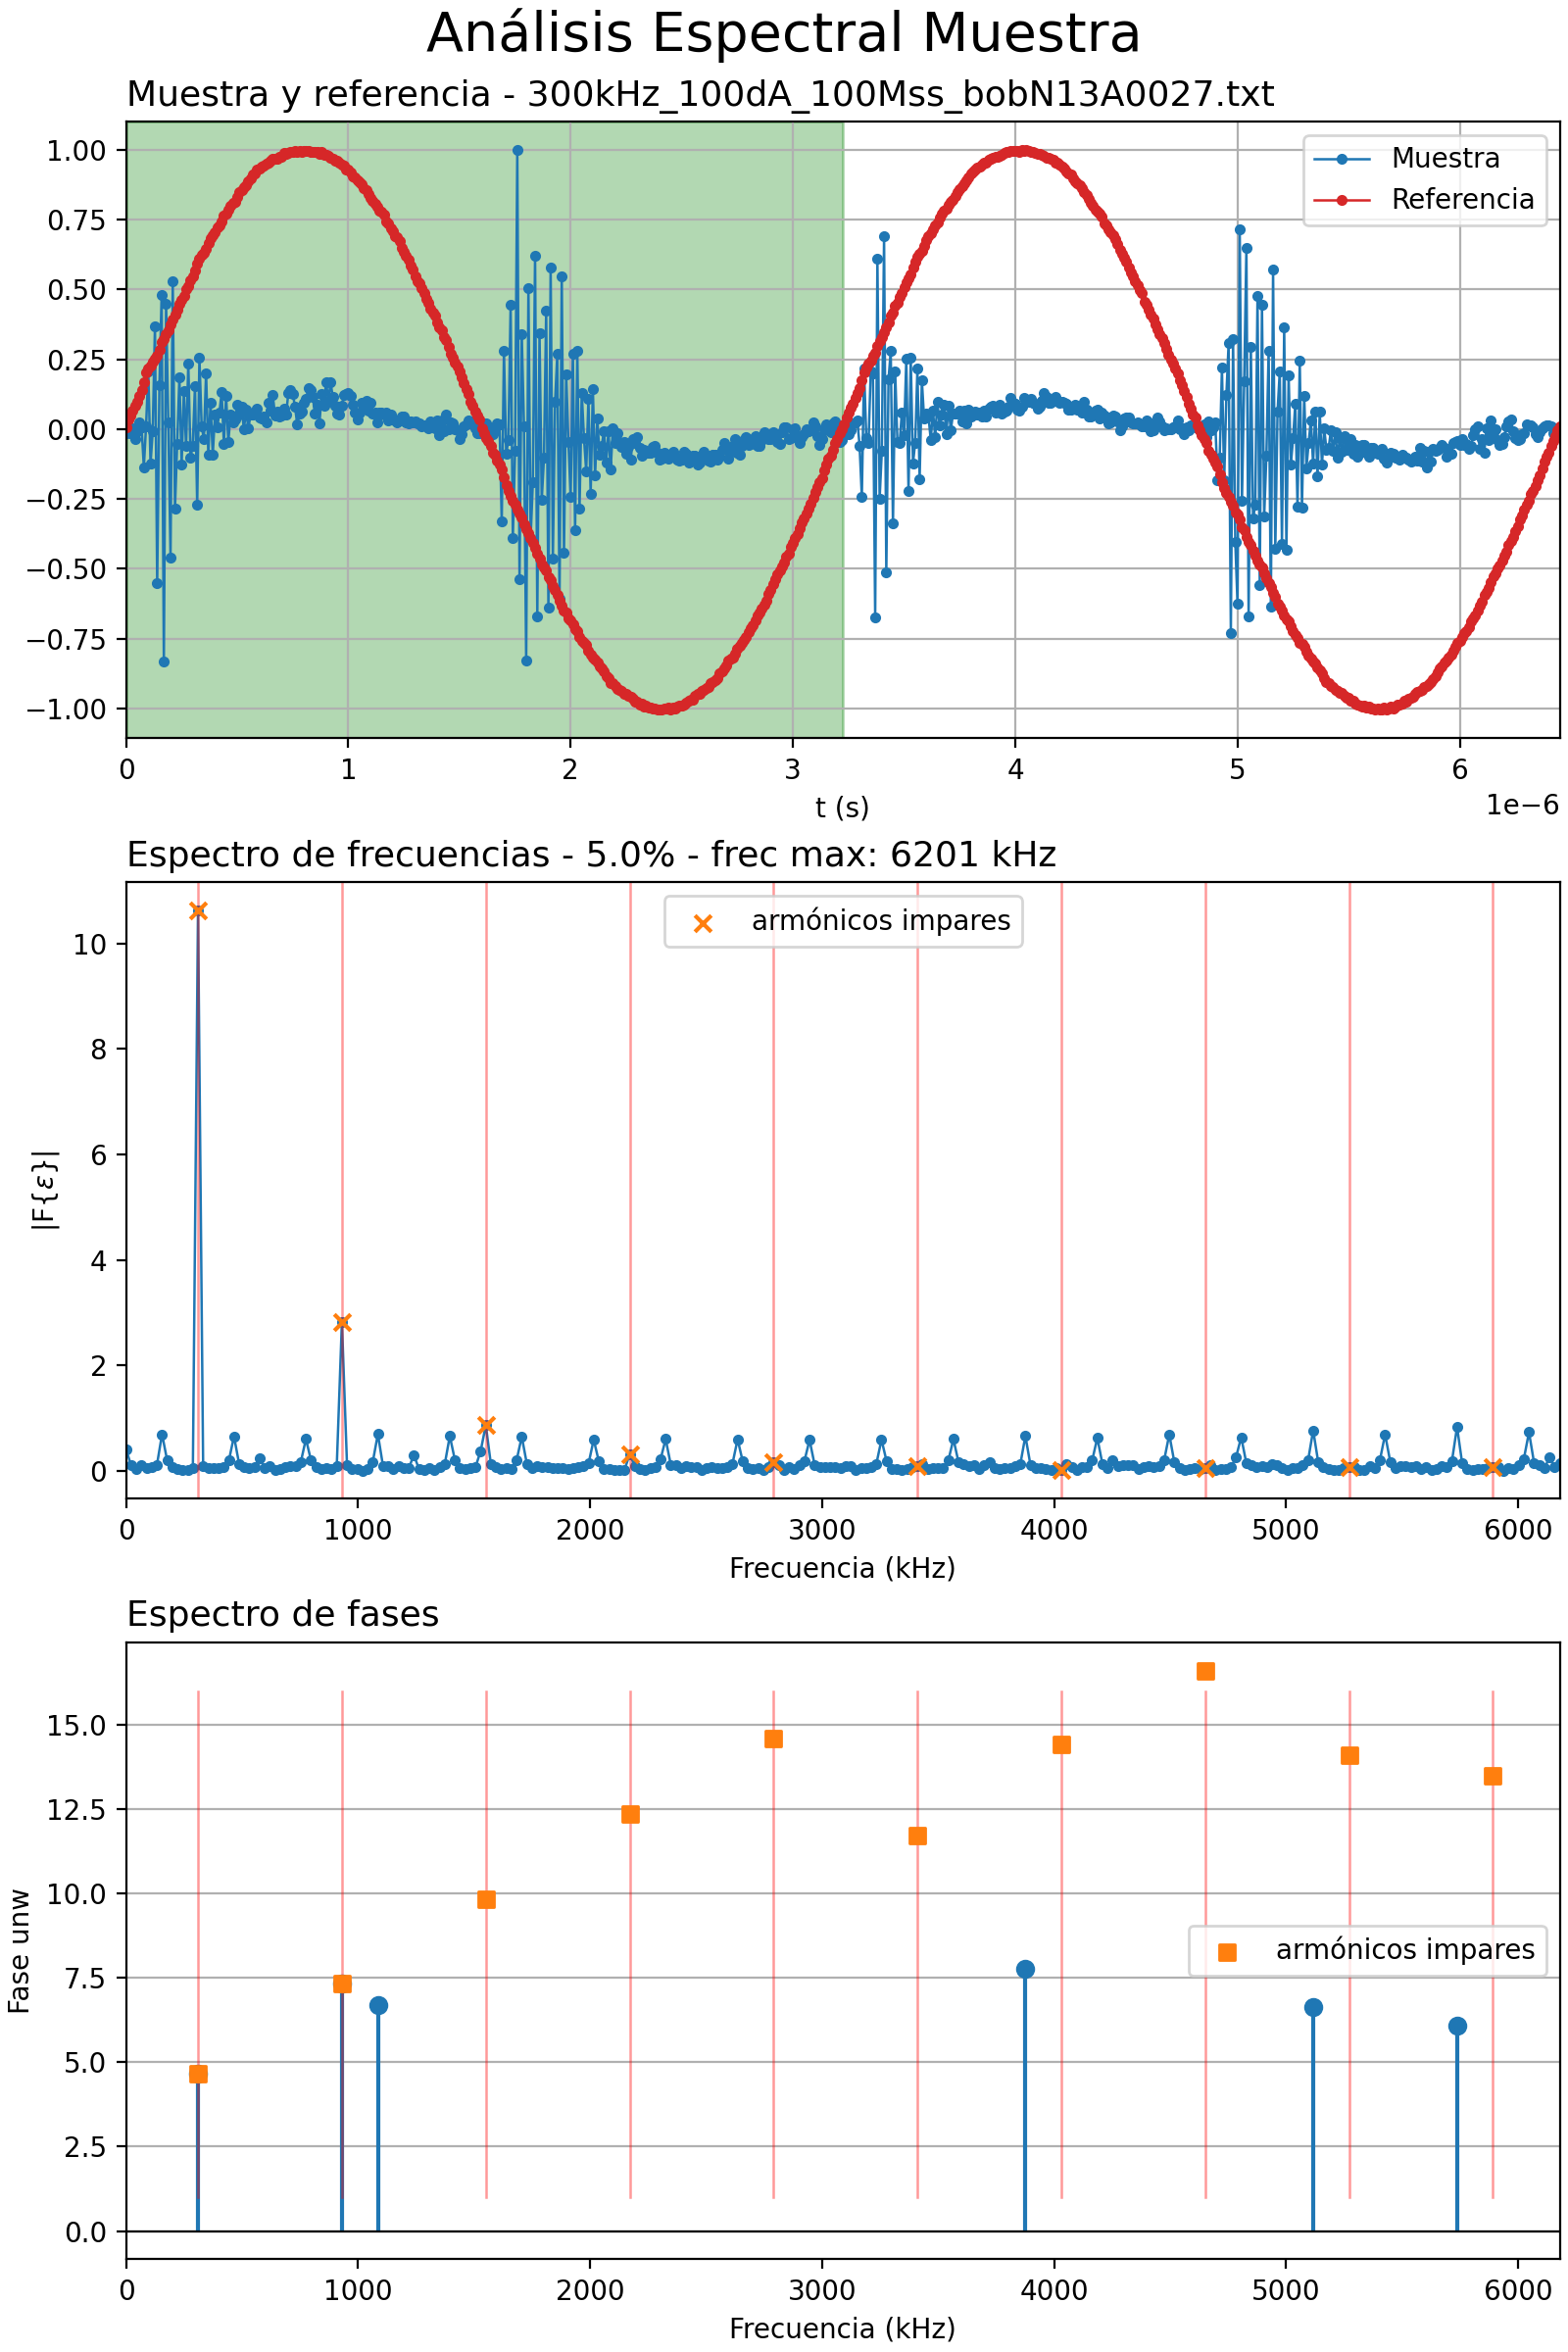 Análisis Espectral Muestra
Muestra y referencia - 300kHz_100dA_100Mss_bobN13A0027.txt
1.00
0.75
0.50
0.25
0.00
−0.25
−0.50
−0.75
−1.00
Muestra
Referencia
0 1 2 3 4 5 6
1e−6
t (s)
Espectro de frecuencias - 5.0% - frec max: 6201 kHz
armónicos impares
10
8
6
4
2
0
|F{ε}|
0 1000 2000 3000 4000 5000 6000
Frecuencia (kHz)
Espectro de fases
15.0
12.5
10.0
7.5
5.0
2.5
0.0
Fase unw
armónicos impares
0 1000 2000 3000 4000 5000 6000
Frecuencia (kHz)